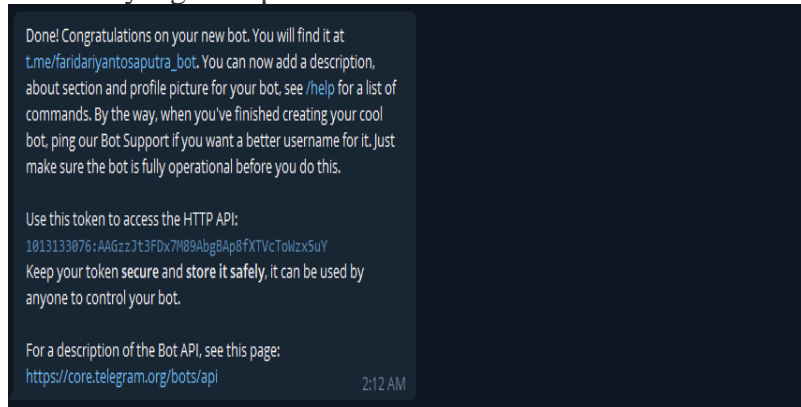 Done! Congratulations on your new bot. You will find it at
t.me/faridariyantosaputra_bot. You can now add a description,
about section and profile picture for your bot, see /help for a list of
commands. By the way, when you've finished creating your cool
bot, ping our Bot Support if you want a better username for it. Just
make sure the bot is fully operational before you do this.
Use this token to access the HTTP API:
1013133076:AAGzzJt3FDx7M89AbgBAp8fXTVcToWzx5uY
Keep your token secure and store it safely, it can be used by
anyone to control your bot.
For a description of the Bot API, see this page:
https://core.telegram.org/bots/api
2:12 AM